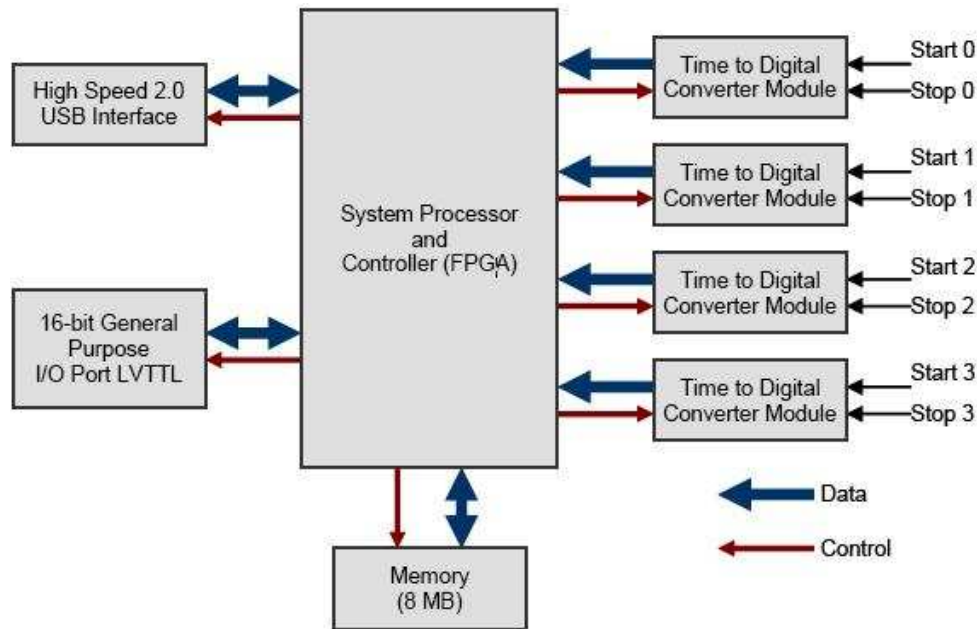 High Speed 2.0
USB Interface
16-bit General
Purpose
I/O Port LVTTL
System Processor
and
Controller (FPGA)
Memory
(8 MB)
Time to Digital
Converter Module
Start 0
Stop 0
Time to Digital
Converter Module
Start 1
Stop 1
Time to Digital
Converter Module
Start 2
Stop 2
Time to Digital
Converter Module
Start 3
Stop 3
Data
Control